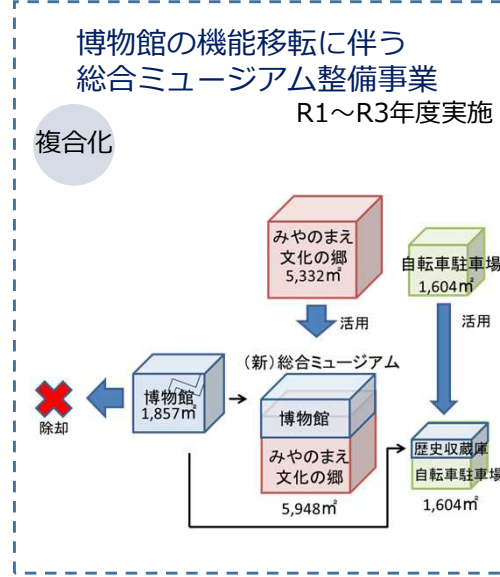 博物館の機能移転に伴う
総合ミュージアム整備事業
R1～R3年度実施
複合化
みやのまえ
文化の郷
5,332㎡
自転車駐車場
1,604㎡
活用
活用
（新）総合ミュージアム
博物館
1,857㎡
除却
博物館
みやのまえ
文化の郷
5,948㎡
歴史収蔵庫
自転車駐車場
1,604㎡